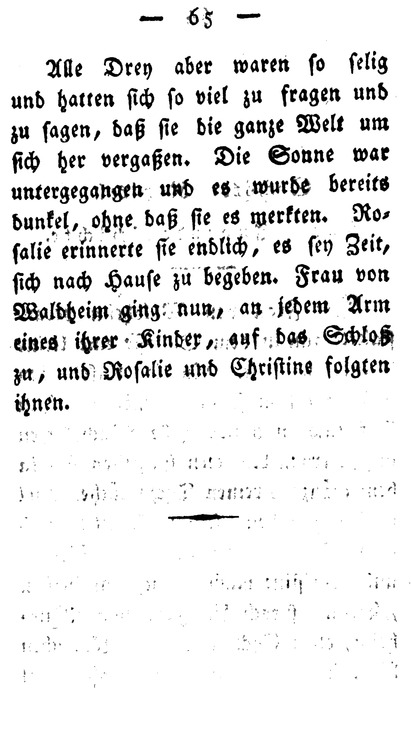 — 65 —
Alle Drey aber waren ſo ſelig
und hatten ſich ſo viel zu fragen und
zu ſagen, daß ſie die ganze Welt um
ſich her vergaßen. Die Sonne war
untergegangen und es wurde bereits
dunkel, ohne daß ſie es merkten. Ro-
ſalie erinnerte ſie endlich, es ſey Zeit,
ſich nach Hauſe zu begeben. Frau von
Waldheim ging nun, an jedem Arm
eines ihrer Kinder, auf das Schloß
zu, und Roſalie und Chriſtine folgten
ihnen.